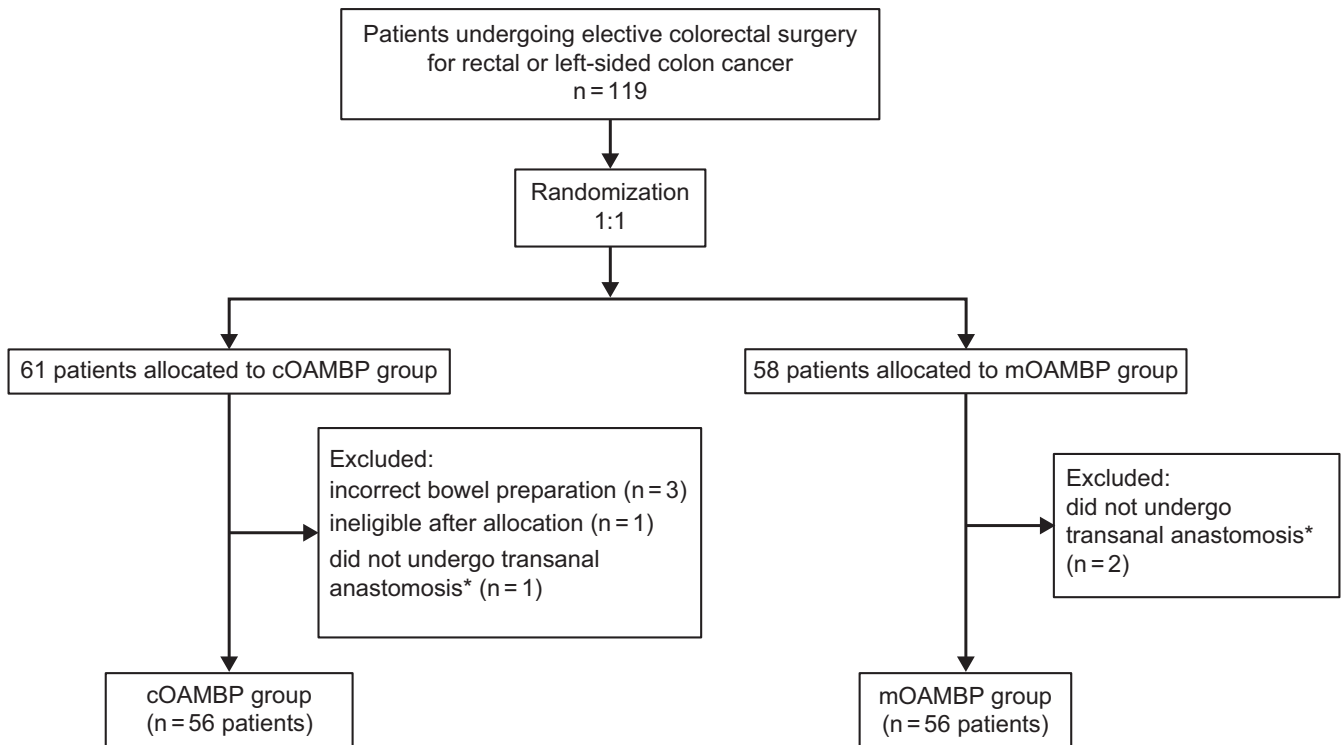 Patients undergoing elective colorectal surgery
for rectal or left-sided colon cancer
n = 119
Randomization
1:1
61 patients allocated to cOAMBP group
58 patients allocated to mOAMBP group
Excluded:
incorrect bowel preparation (n = 3)
ineligible after allocation (n = 1)
did not undergo transanal
anastomosis* (n = 1)
Excluded:
did not undergo
transanal anastomosis*
(n = 2)
cOAMBP group
(n = 56 patients)
mOAMBP group
(n = 56 patients)